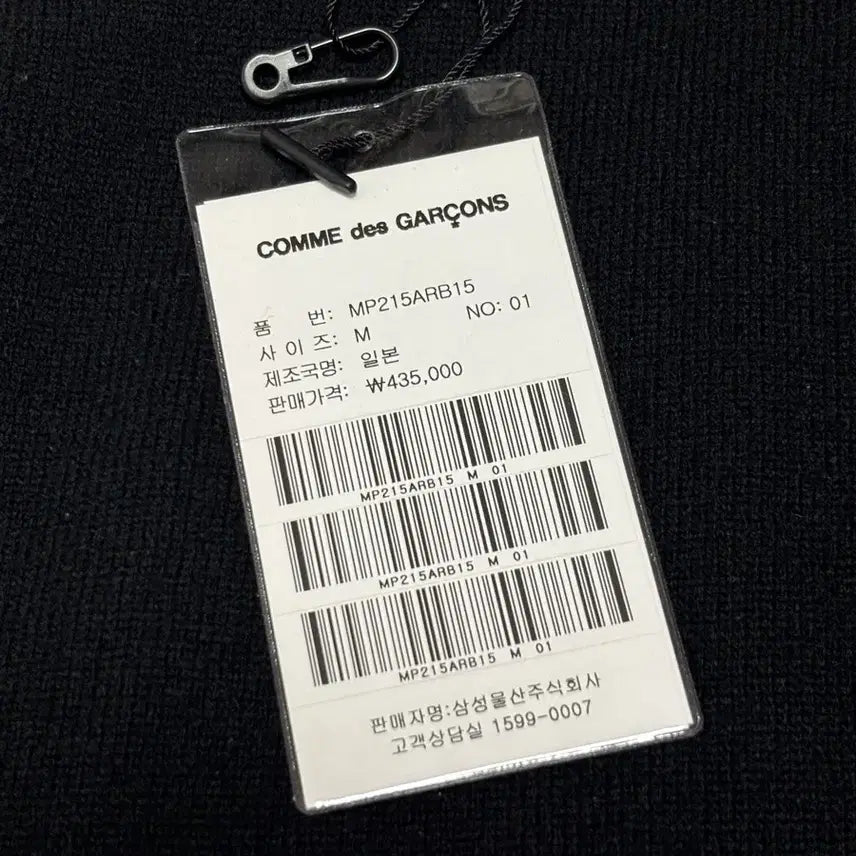 COMME des GARÇONS
품 번: MP215ARB15
NO: 01
사 이 즈: M
제조국명: 일본
판매가격: ₩435,000
MP215ARB15 M 01
MP215ARB15 M 01
MP215ARB15 M 01
판매자명:삼성물산주식회사
고객상담실 1599-0007